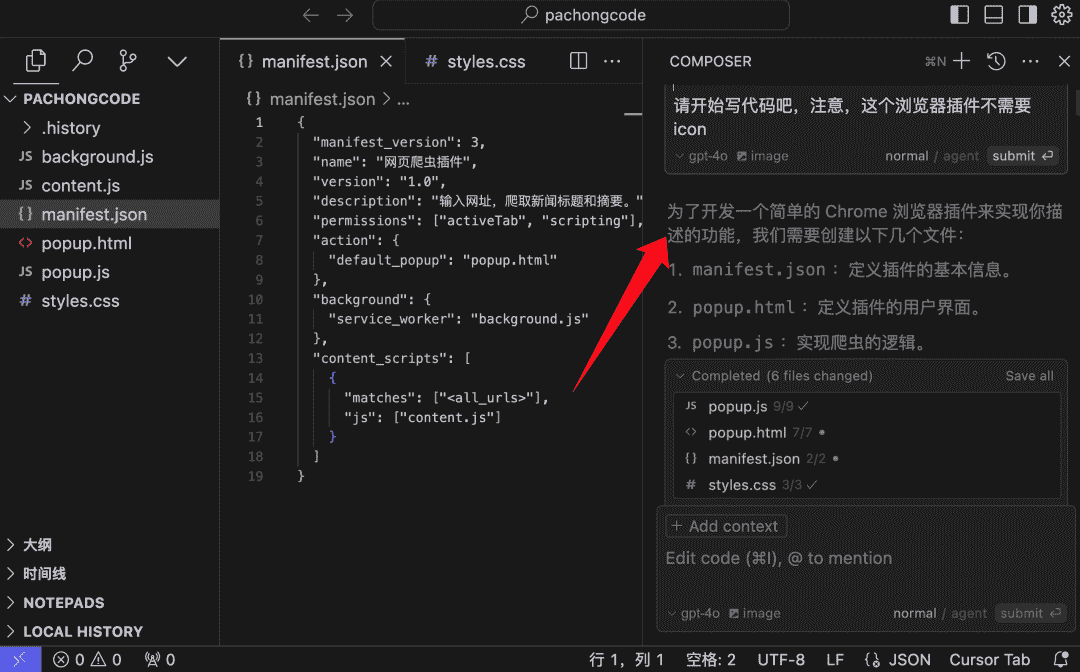 pachongcode
PACHONGCODE
.history
JS background.js
JS content.js
{} manifest.json
<> popup.html
JS popup.js
# styles.css
大纲
时间线
NOTEPADS
LOCAL HISTORY
{} manifest.json
# styles.css
{} manifest.json > ...
1 {
2 "manifest_version": 3,
3 "name": "网页爬虫插件",
4 "version": "1.0",
5 "description": "输入网址，爬取新闻标题和摘要。"
6 "permissions": ["activeTab", "scripting"],
7 "action": {
8 "default_popup": "popup.html"
9 },
10 "background": {
11 "service_worker": "background.js"
12 },
13 "content_scripts": [
14 {
15 "matches": ["<all_urls>"],
16 "js": ["content.js"]
17 }
18 ]
19 }
COMPOSER
⌘N
请开始写代码吧，注意，这个浏览器插件不需要
icon
gpt-4o image normal / agent submit
为了开发一个简单的 Chrome 浏览器插件来实现你描
述的功能，我们需要创建以下几个文件：
1. manifest.json：定义插件的基本信息。
2. popup.html：定义插件的用户界面。
3. popup.js：实现爬虫的逻辑。
Completed (6 files changed) Save all
JS popup.js 9/9
<> popup.html 7/7
{} manifest.json 2/2
# styles.css 3/3
+ Add context
Edit code (⌘I), @ to mention
gpt-4o image normal / agent submit
0 0 0 行 1，列 1 空格: 2 UTF-8 LF JSON Cursor Tab